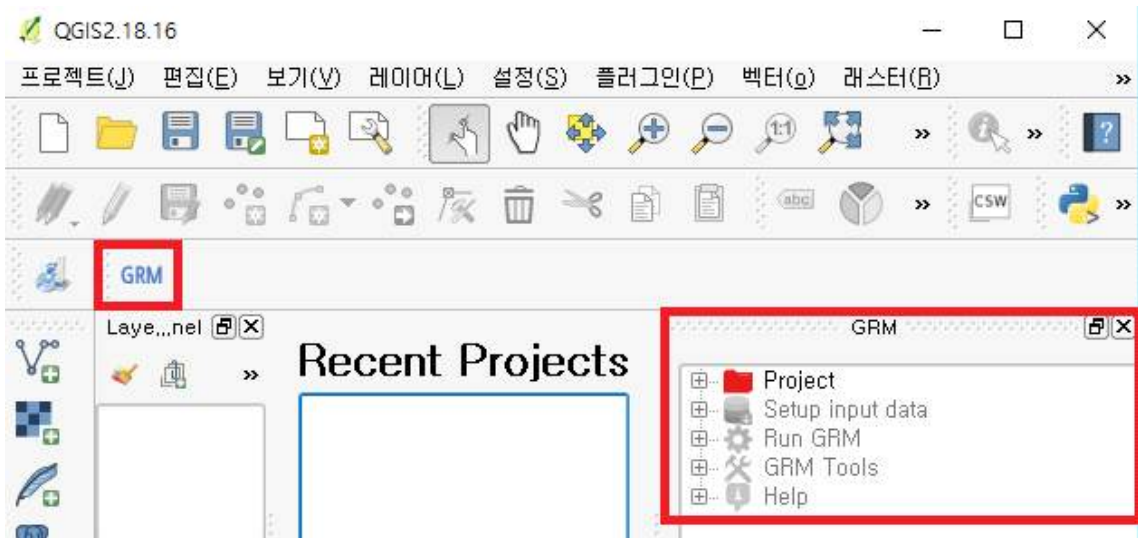 QGIS2.18.16
프로젝트(J) 편집(E) 보기(V) 레이어(L) 설정(S) 플러그인(P) 벡터(o) 래스터(R) »
1:1 » » ?
abc » CSW »
GRM
Laye,,,nel
»
Recent Projects
GRM
Project
Setup input data
Run GRM
GRM Tools
Help